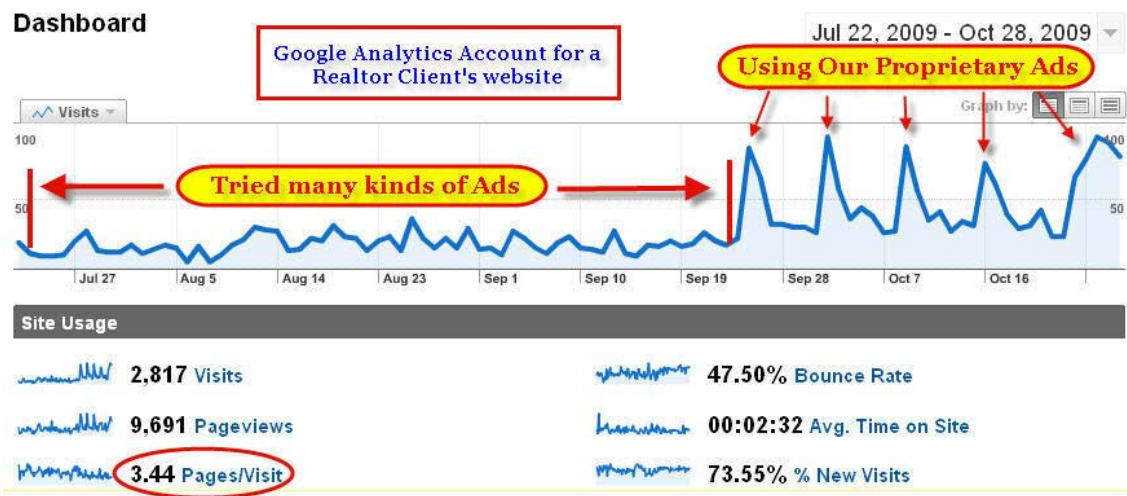 Dashboard
Jul 22, 2009 - Oct 28, 2009
Google Analytics Account for a
Realtor Client's website
Using Our Proprietary Ads
Visits
Graph by:
100
100
Tried many kinds of Ads
50
50
Jul 27
Aug 5
Aug 14
Aug 23
Sep 1
Sep 10
Sep 19
Sep 28
Oct 7
Oct 16
Site Usage
2,817 Visits
47.50% Bounce Rate
9,691 Pageviews
00:02:32 Avg. Time on Site
3.44 Pages/Visit
73.55% % New Visits